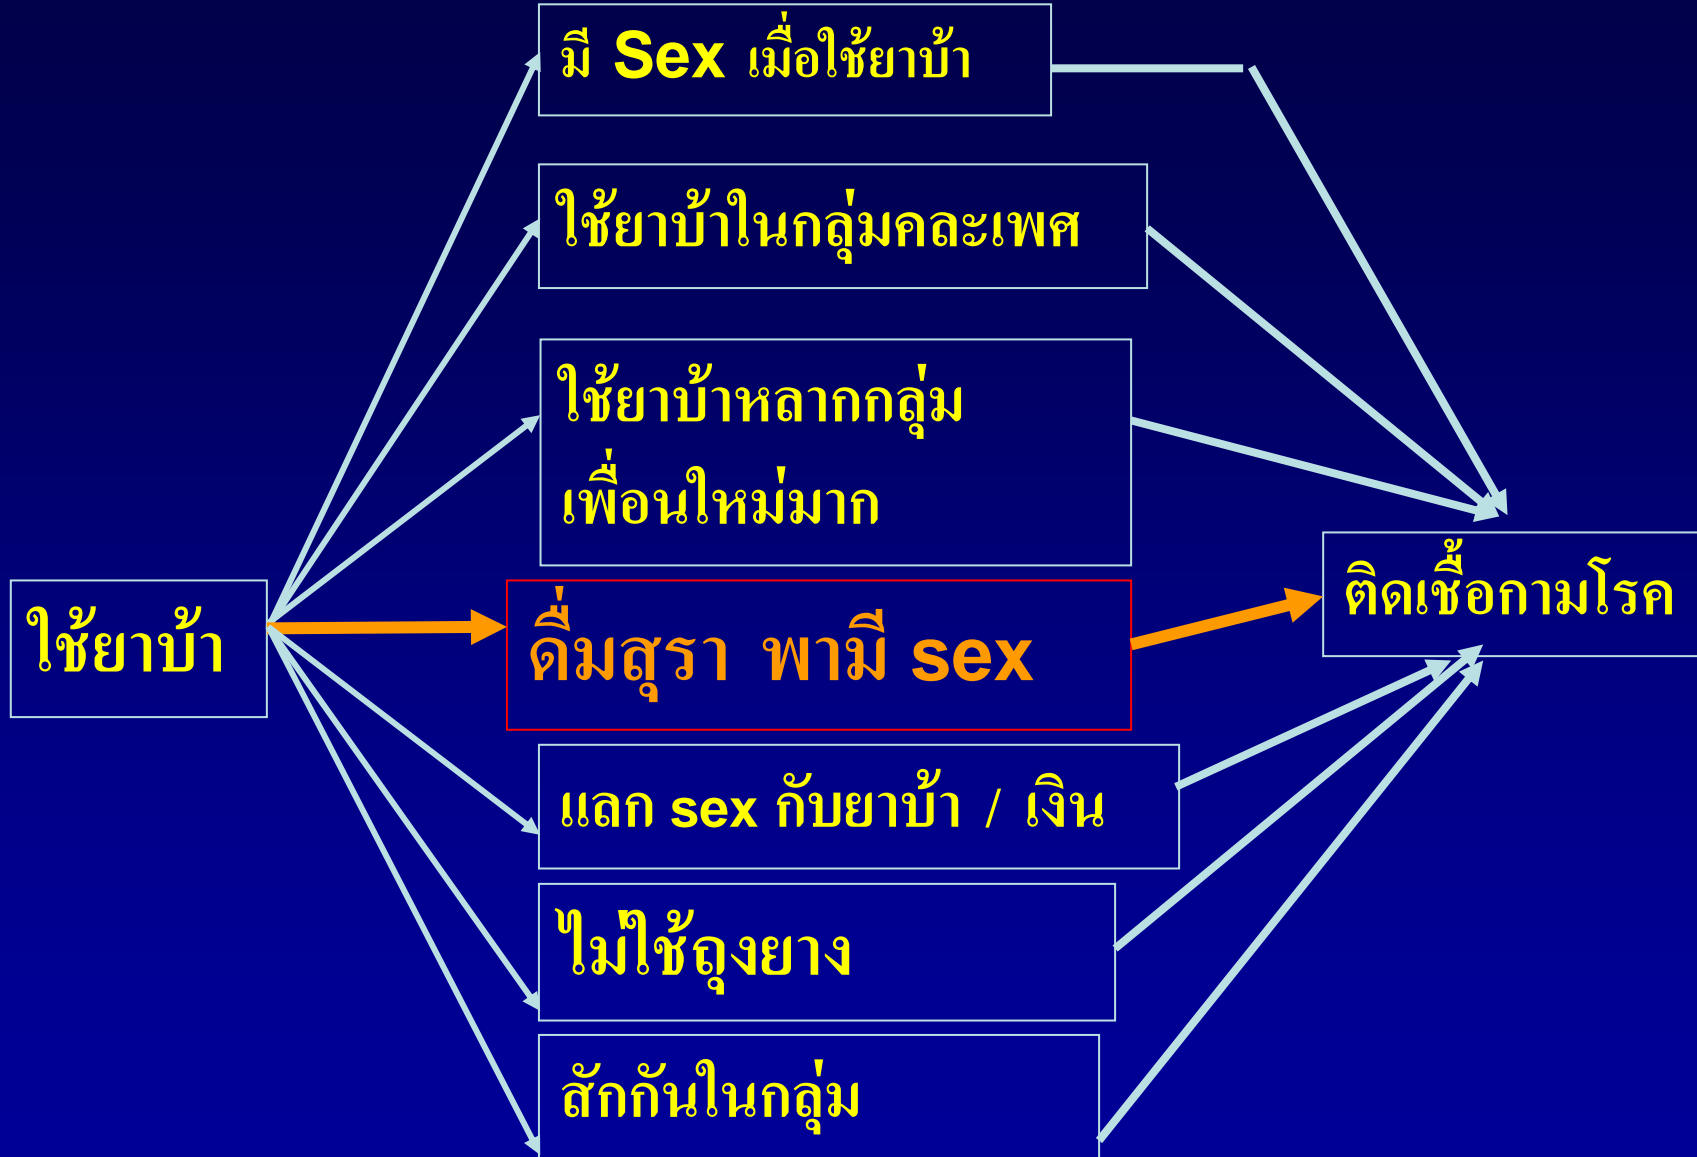 มี Sex เมื่อใช้ยาบ้า
ใช้ยาบ้าในกลุ่มคละเพศ
ใช้ยาบ้าหลากกลุ่ม
เพื่อนใหม่มาก
ใช้ยาบ้า
ดื่มสุรา พามี sex
ติดเชื้อกามโรค
แลก sex กับยาบ้า / เงิน
ไม่ใช้ถุงยาง
สักกันในกลุ่ม